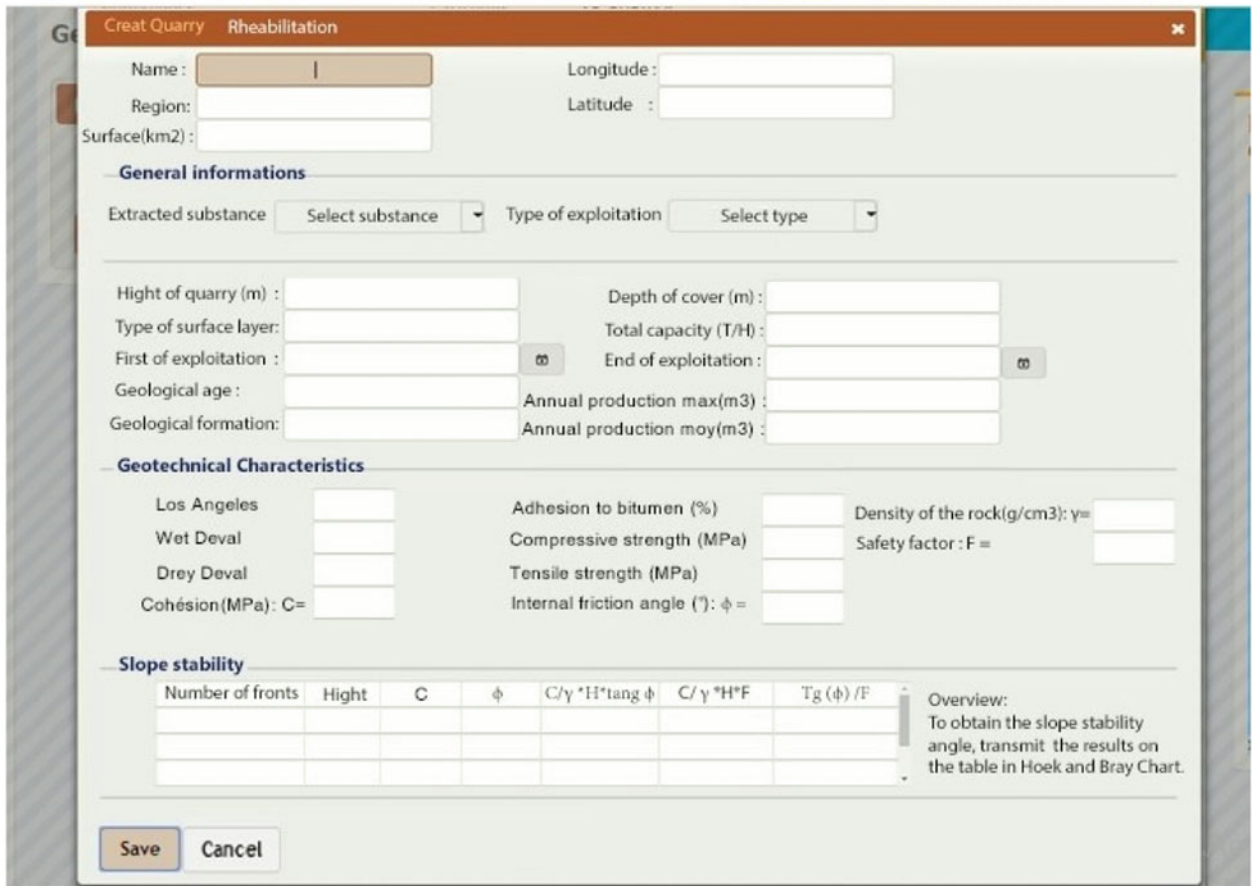 Ge
Creat Quarry Rheabilitation
Name :
Longitude :
Region:
Latitude :
Surface(km2) :
General informations
Extracted substance Select substance Type of exploitation Select type
Hight of quarry (m) :
Depth of cover (m) :
Type of surface layer:
Total capacity (T/H) :
First of exploitation :
End of exploitation :
Geological age :
Annual production max(m3) :
Geological formation:
Annual production moy(m3) :
Geotechnical Characteristics
Los Angeles Adhesion to bitumen (%) Density of the rock(g/cm3): γ=
Wet Deval Compressive strength (MPa) Safety factor : F =
Drey Deval Tensile strength (MPa)
Cohésion(MPa): C= Internal friction angle (°): ϕ =
Slope stability
Number of fronts Hight C ϕ C/γ *H*tang ϕ C/ γ *H*F Tg (ϕ) /F
Overview:
To obtain the slope stability
angle, transmit the results on
the table in Hoek and Bray Chart.
Save Cancel